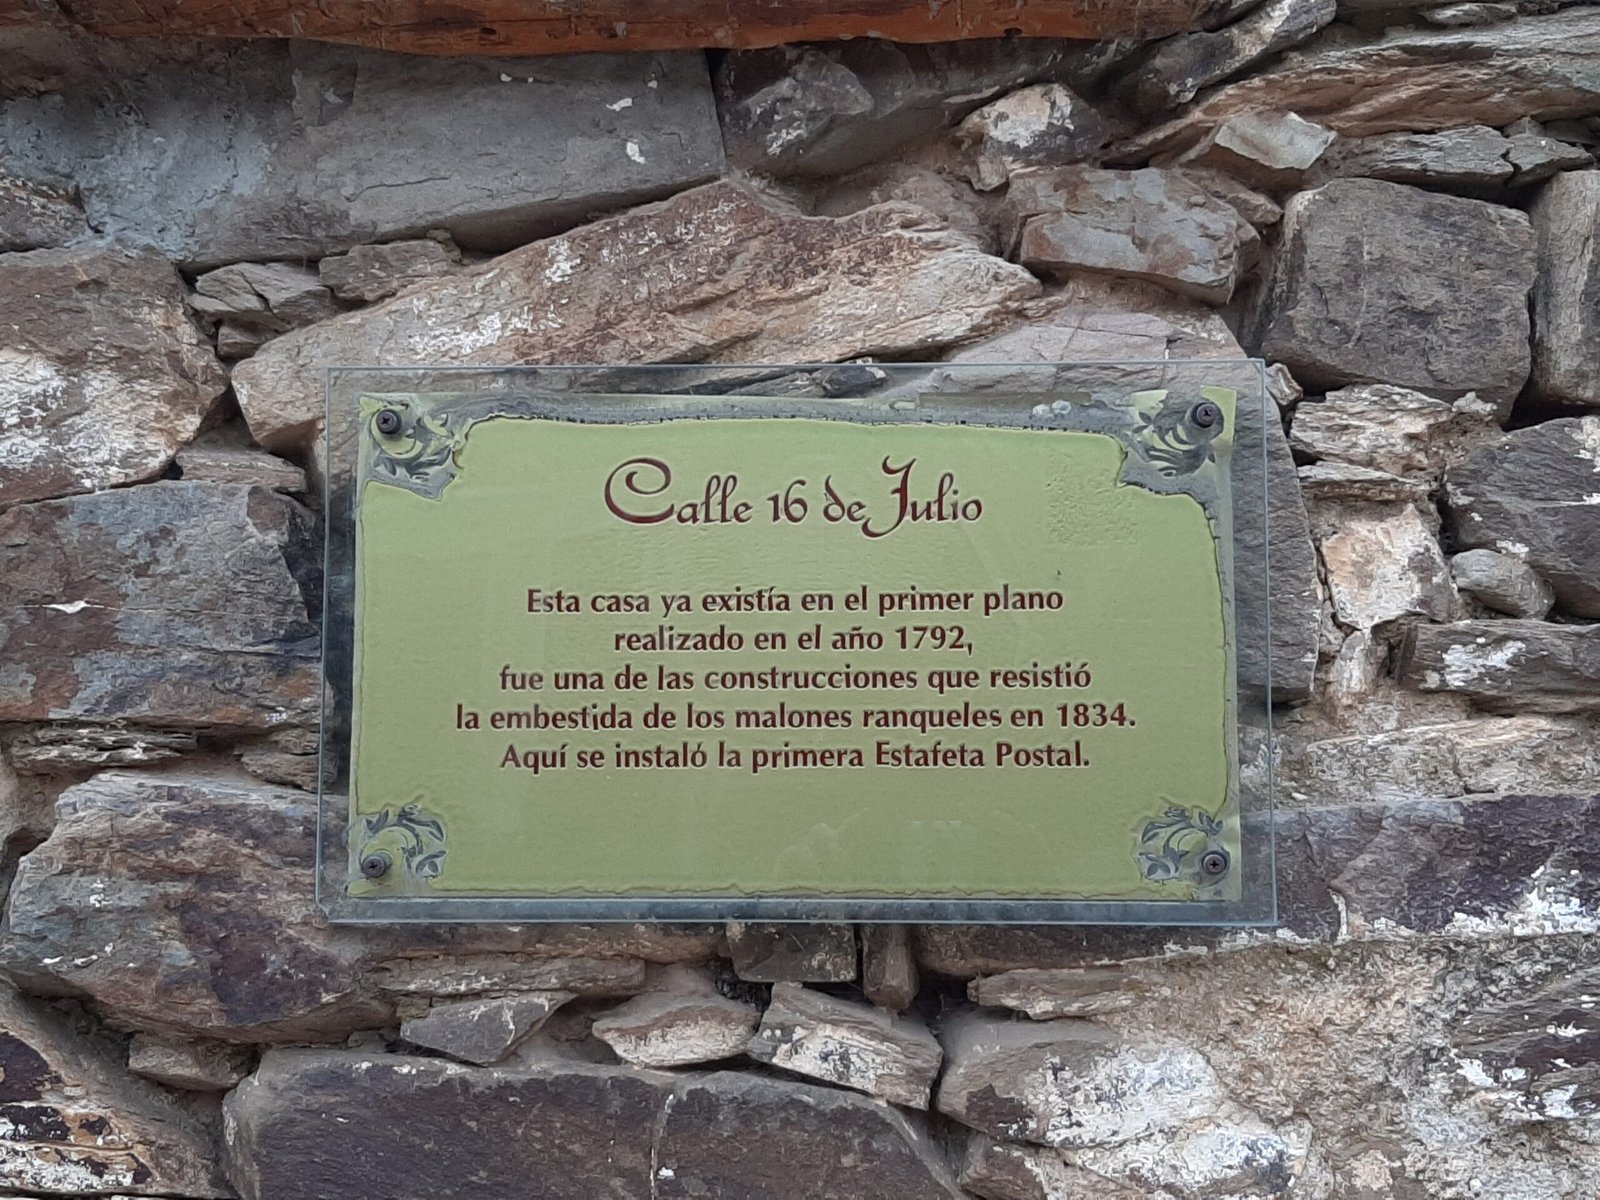 Calle 16 de Julio
Esta casa ya existía en el primer plano
realizado en el año 1792,
fue una de las construcciones que resistió
la embestida de los malones ranqueles en 1834.
Aquí se instaló la primera Estafeta Postal.